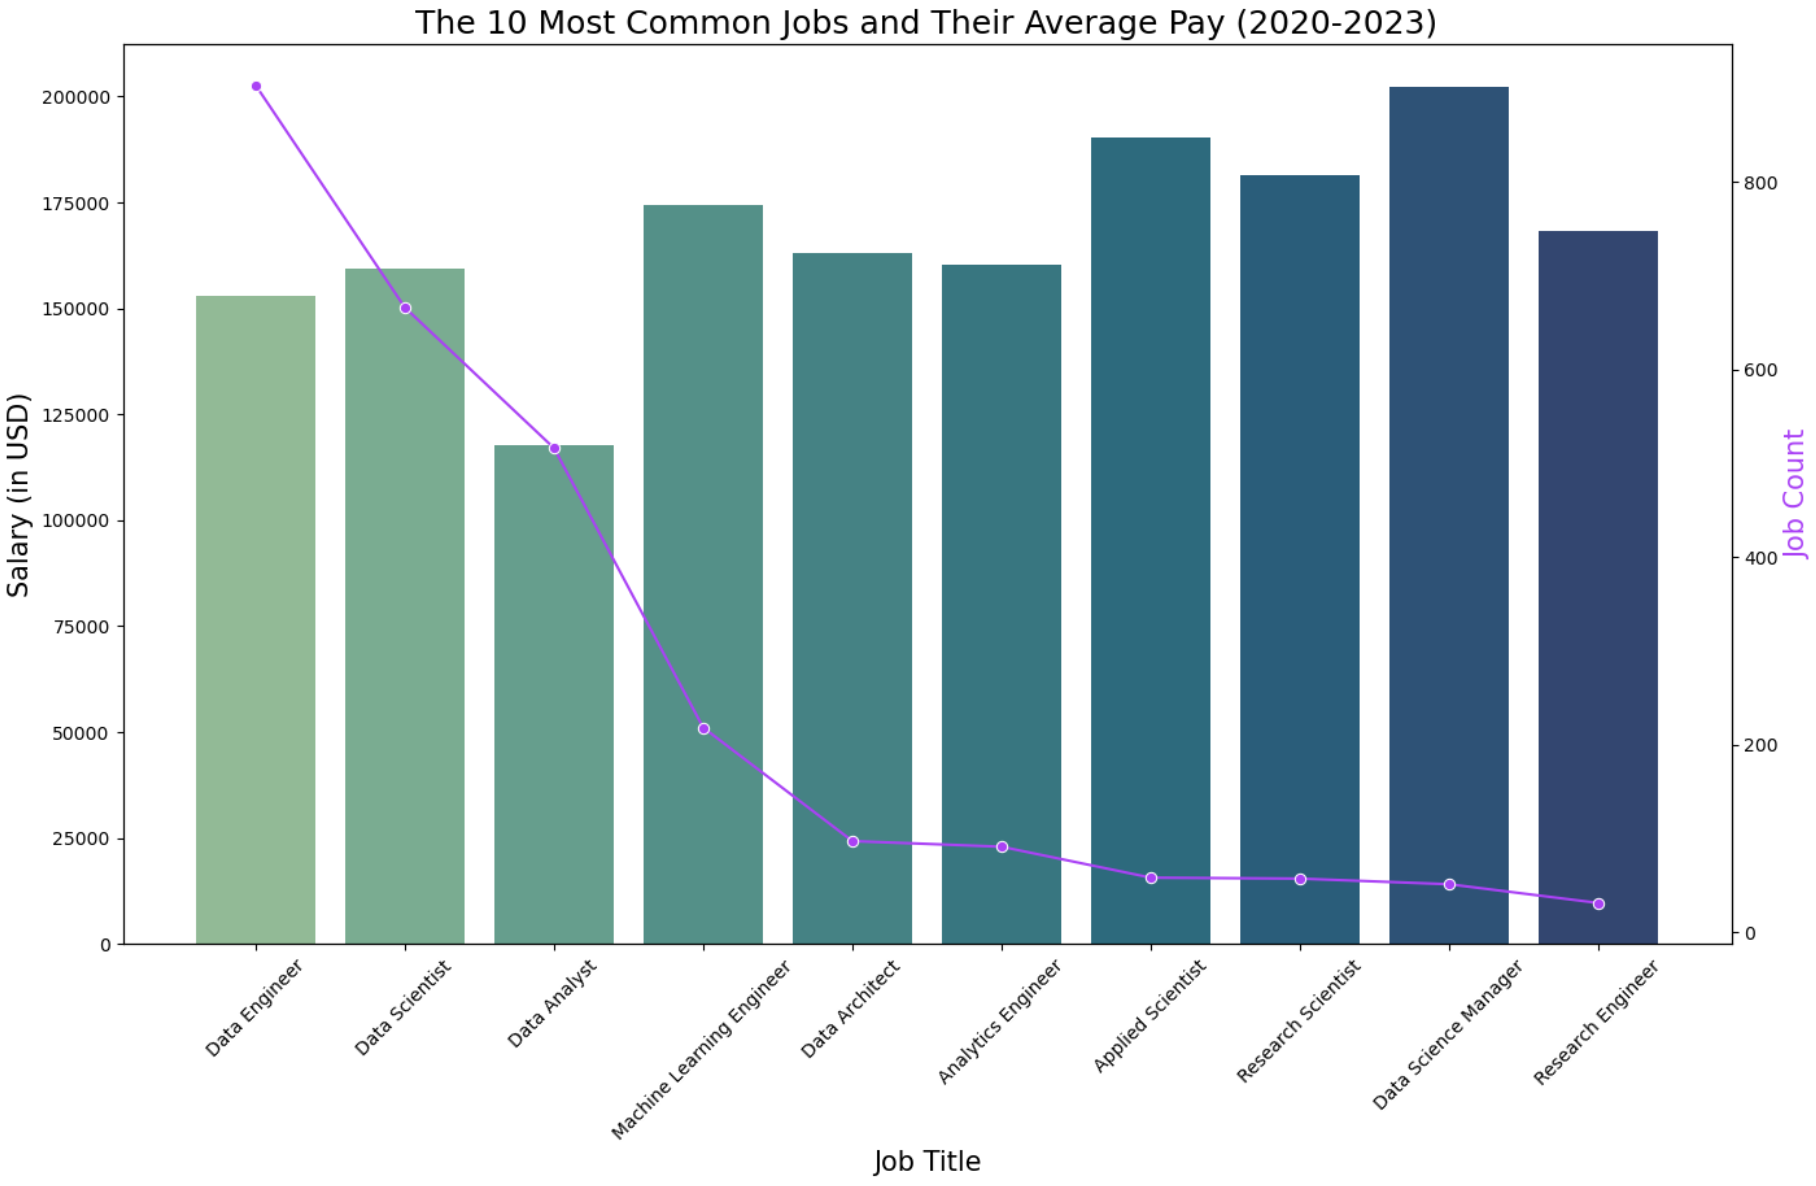 The 10 Most Common Jobs and Their Average Pay (2020-2023)
Salary (in USD)
200000
175000
150000
125000
100000
75000
50000
25000
0
800
600
400
200
0
Job Count
Data Engineer
Data Scientist
Data Analyst
Machine Learning Engineer
Data Architect
Analytics Engineer
Applied Scientist
Research Scientist
Data Science Manager
Research Engineer
Job Title